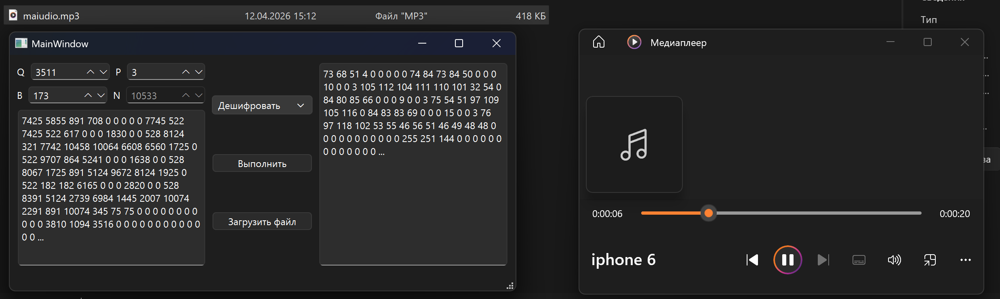 maiudio.mp3 12.04.2026 15:12 Файл "MP3" 418 КБ
Тип
MainWindow
Q 3511 P 3
B 173 N 10533
7425 5855 891 708 0 0 0 0 0 7745 522
7425 522 617 0 0 0 1830 0 0 528 8124
321 7742 10458 10064 6608 6560 1725 0
522 9707 864 5241 0 0 0 1638 0 0 528
8067 1725 891 5124 9672 8124 1925 0
522 182 182 6165 0 0 0 2820 0 0 528
8391 5124 2739 6984 1445 2007 10074
2291 891 10074 345 75 75 0 0 0 0 0 0 0 0
0 0 0 3810 1094 3516 0 0 0 0 0 0 0 0 0 0 0
0 0 ...
Дешифровать
Выполнить
Загрузить файл
73 68 51 4 0 0 0 0 0 74 84 73 84 50 0 0 0
10 0 0 3 105 112 104 111 110 101 32 54 0
84 80 85 66 0 0 0 9 0 0 3 75 54 51 97 109
105 116 0 84 83 83 69 0 0 0 15 0 0 3 76
97 118 102 53 55 46 56 51 46 49 48 48 0
0 0 0 0 0 0 0 0 0 0 255 251 144 0 0 0 0 0 0
0 0 0 0 0 0 0 ...
Медиаплеер
0:00:06
0:00:20
iphone 6